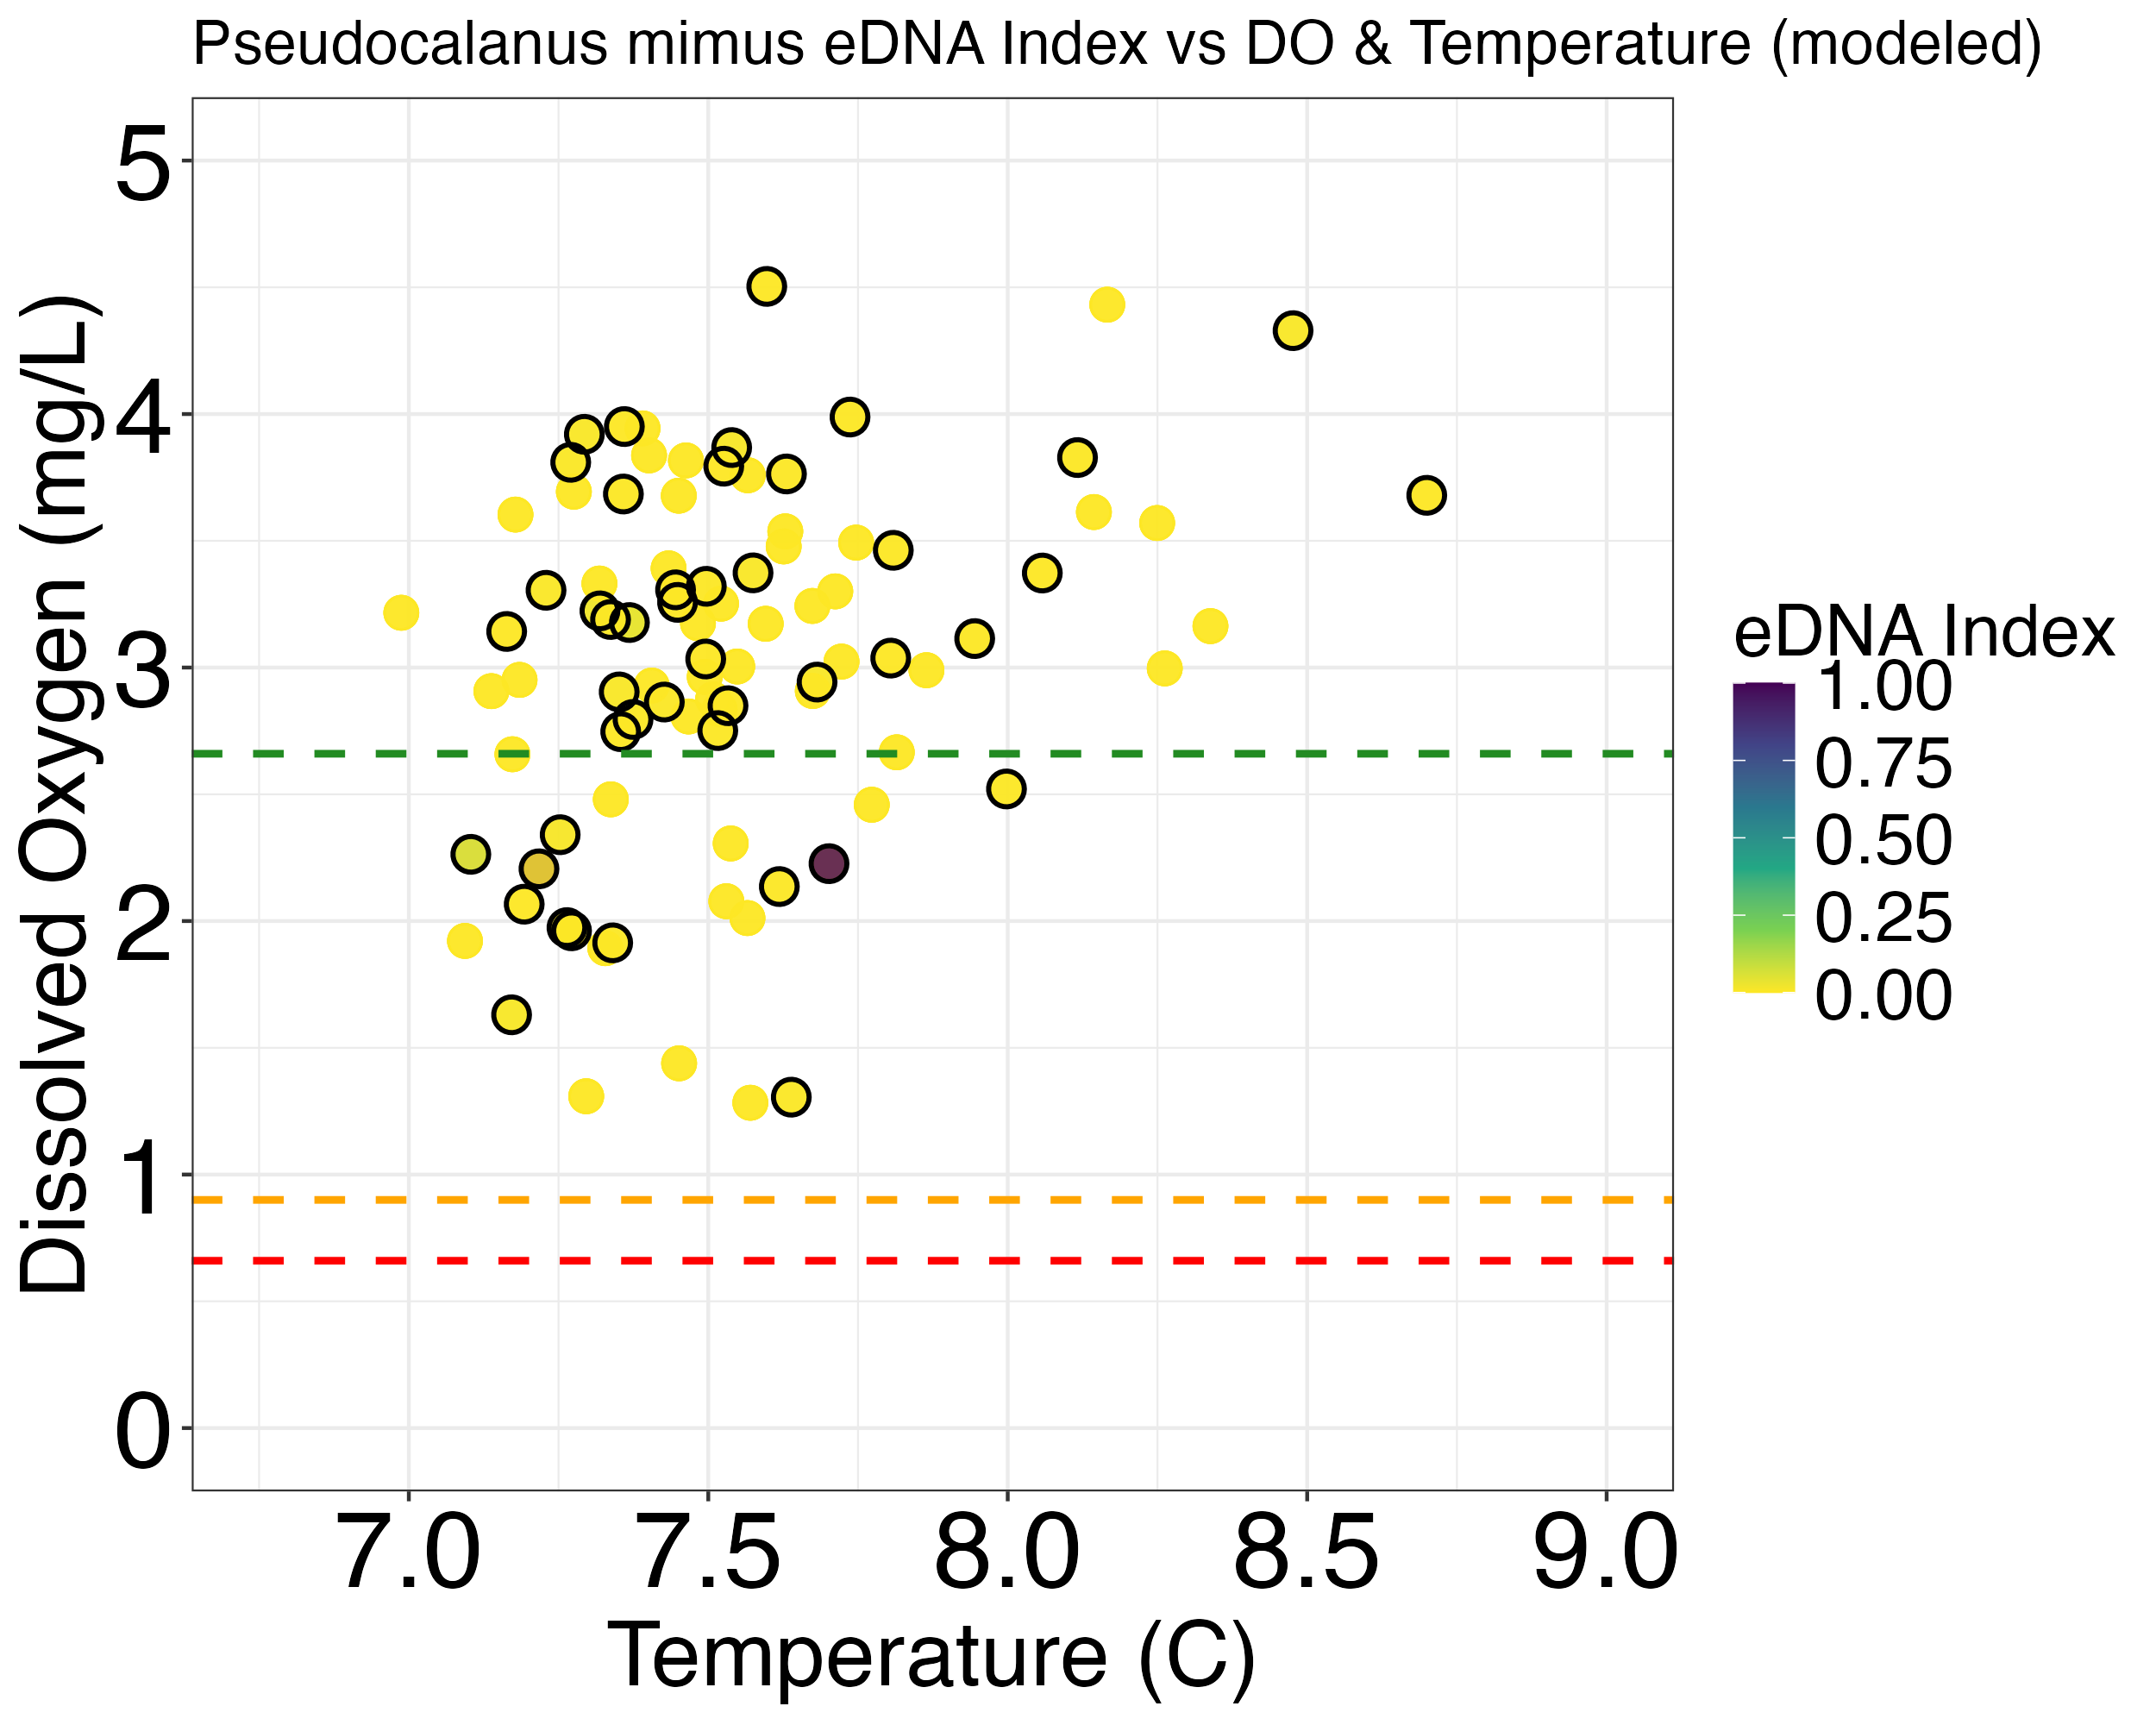 Pseudocalanus mimus eDNA Index vs DO & Temperature (modeled)
Dissolved Oxygen (mg/L)
5
4
3
2
1
0
7.0 7.5 8.0 8.5 9.0
Temperature (C)
eDNA Index
1.00
0.75
0.50
0.25
0.00